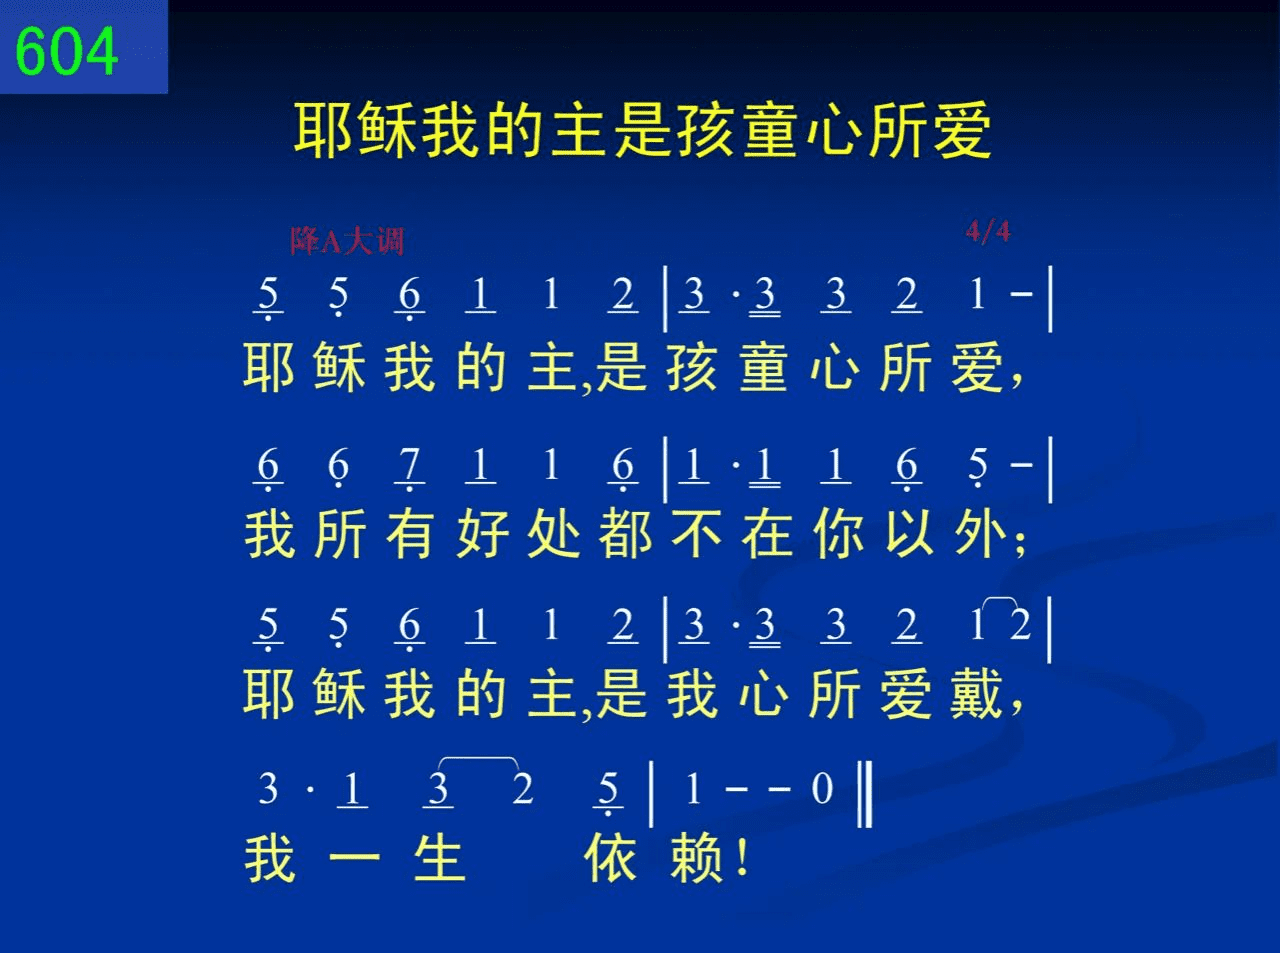 604
耶稣我的主是孩童心所爱
降A大调 4/4
5 5 6 1 1 2 | 3 · 3 3 2 1 - |
耶稣我的主,是孩童心所爱，
6 6 7 1 1 6 | 1 · 1 1 6 5 - |
我所有好处都不在你以外；
5 5 6 1 1 2 | 3 · 3 3 2 1 2 |
耶稣我的主,是我心所爱戴，
3 · 1 3 2 5 | 1 - - 0 ‖
我一生 依赖！